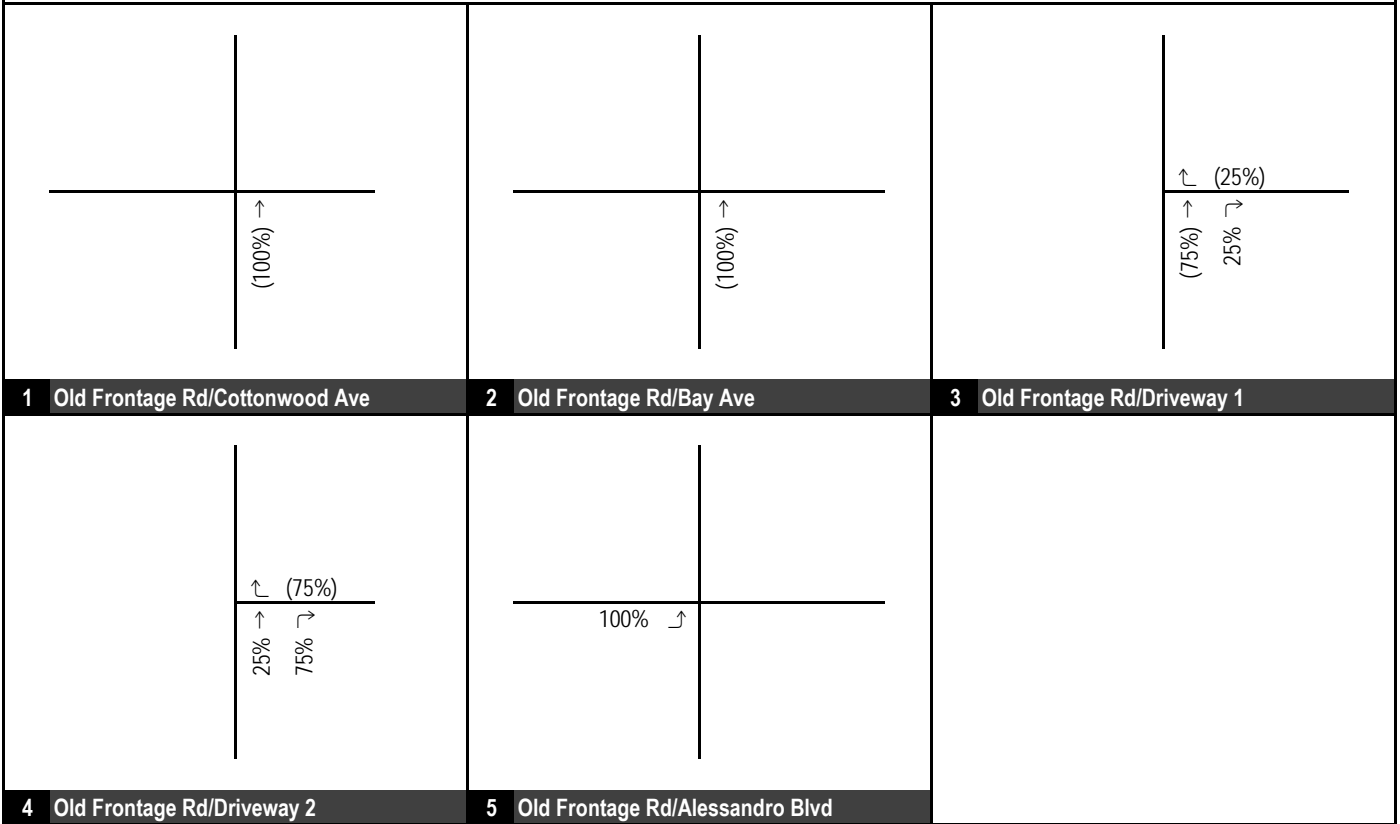 (100%)
1 Old Frontage Rd/Cottonwood Ave
(100%)
2 Old Frontage Rd/Bay Ave
(25%)
(75%)
25%
3 Old Frontage Rd/Driveway 1
(75%)
25%
75%
4 Old Frontage Rd/Driveway 2
100%
5 Old Frontage Rd/Alessandro Blvd